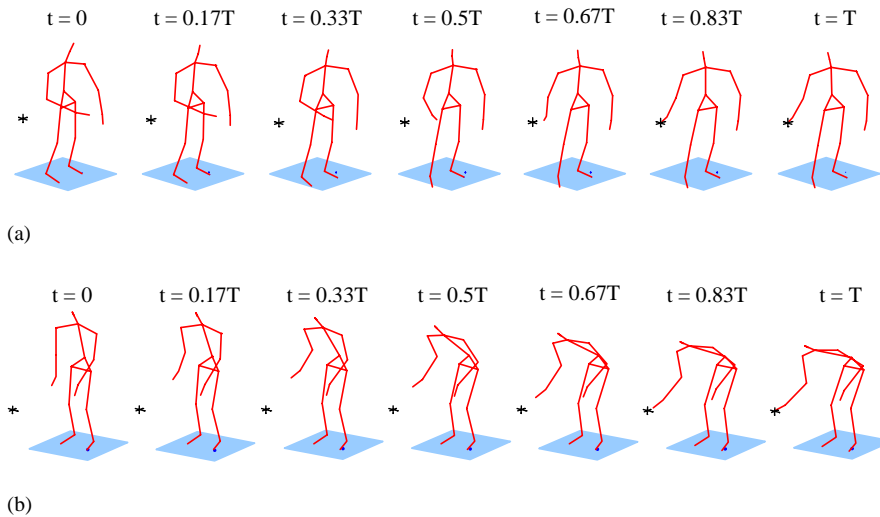 t = 0 t = 0.17T t = 0.33T t = 0.5T t = 0.67T t = 0.83T t = T
(a)
t = 0 t = 0.17T t = 0.33T t = 0.5T t = 0.67T t = 0.83T t = T
(b)